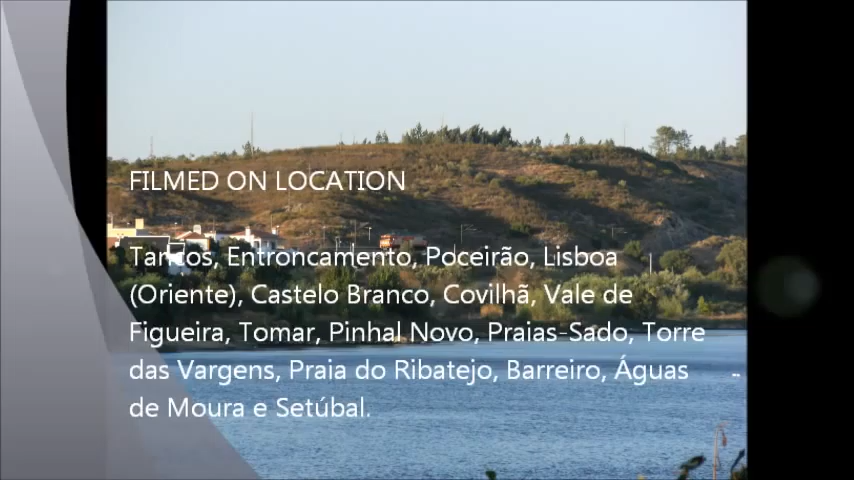 FILMED ON LOCATION
Tancos, Entroncamento, Poceirão, Lisboa
(Oriente), Castelo Branco, Covilhã, Vale de
Figueira, Tomar, Pinhal Novo, Praias-Sado, Torre
das Vargens, Praia do Ribatejo, Barreiro, Águas
de Moura e Setúbal.